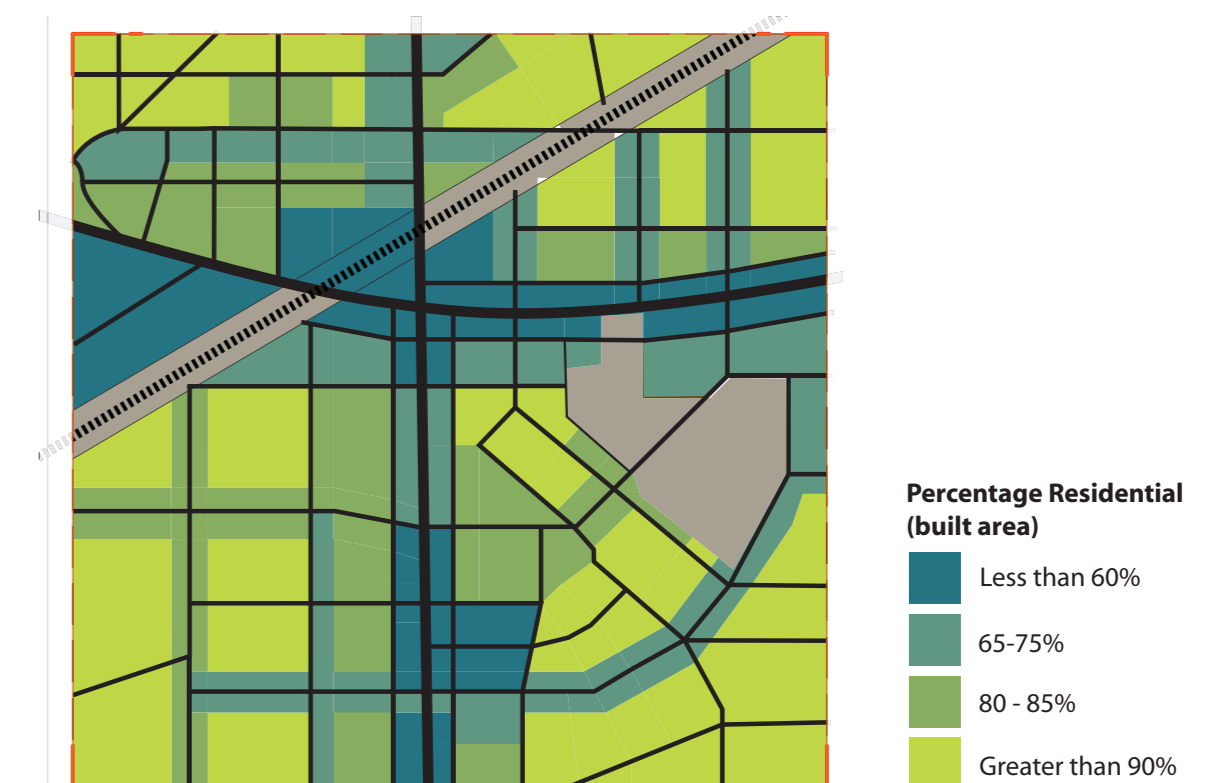 Percentage Residential
(built area)
Less than 60%
65-75%
80 - 85%
Greater than 90%